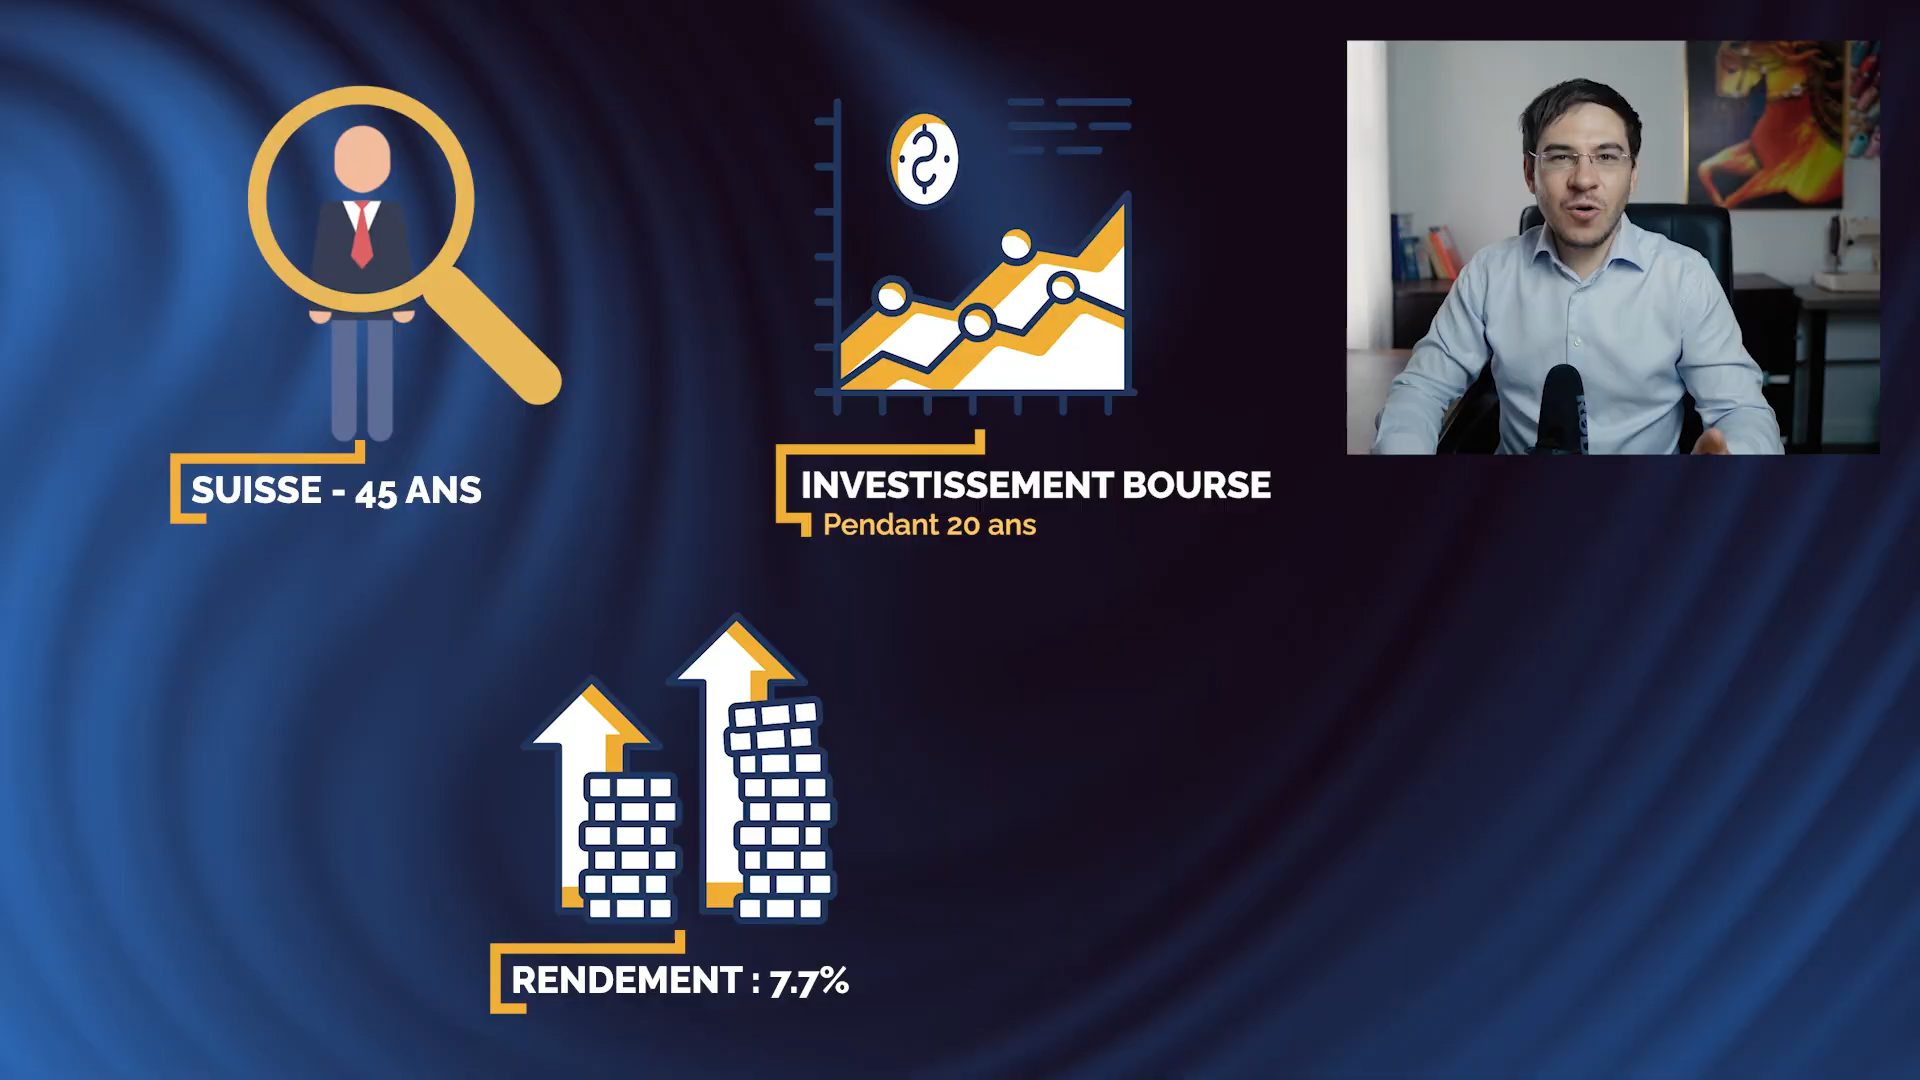 SUISSE - 45 ANS
INVESTISSEMENT BOURSE
Pendant 20 ans
RENDEMENT : 7.7%